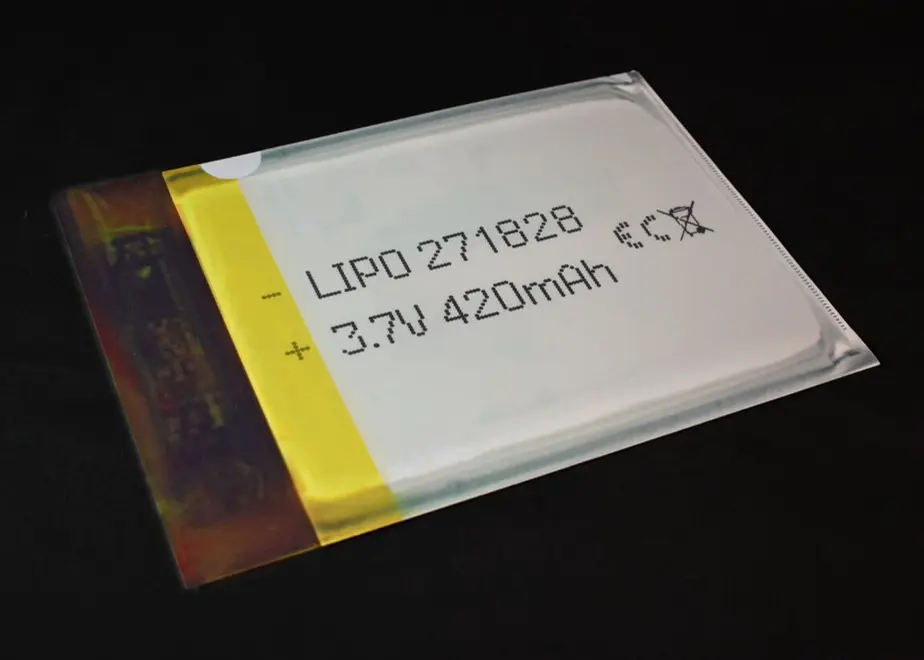 - LIPO 271828 CE
+ 3.7V 420mAh